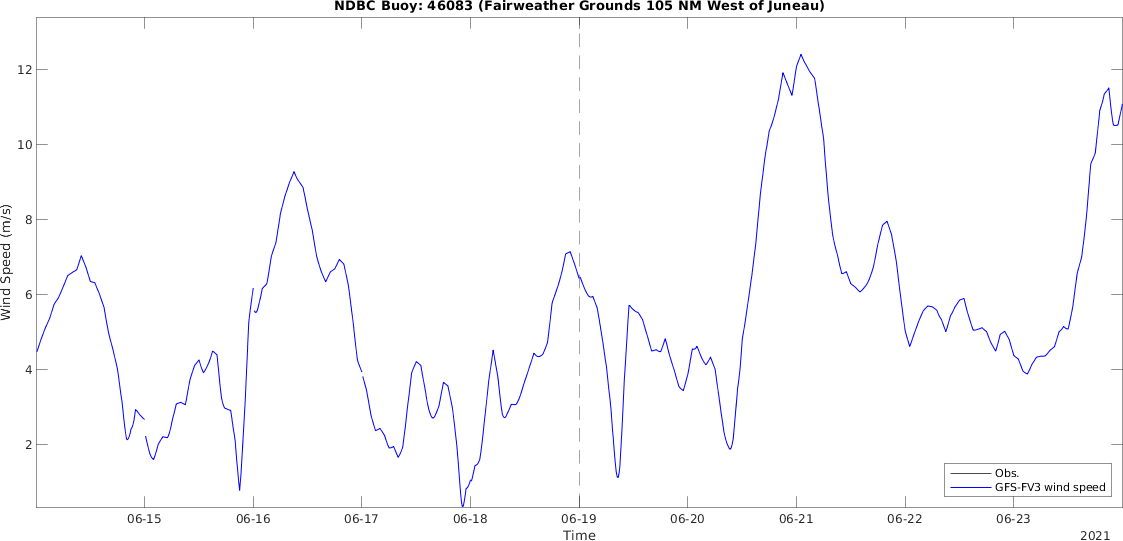 NDBC Buoy: 46083 (Fairweather Grounds 105 NM West of Juneau)
Wind Speed (m/s)
12
10
8
6
4
2
Obs.
GFS-FV3 wind speed
06-15 06-16 06-17 06-18 06-19 06-20 06-21 06-22 06-23
Time
2021